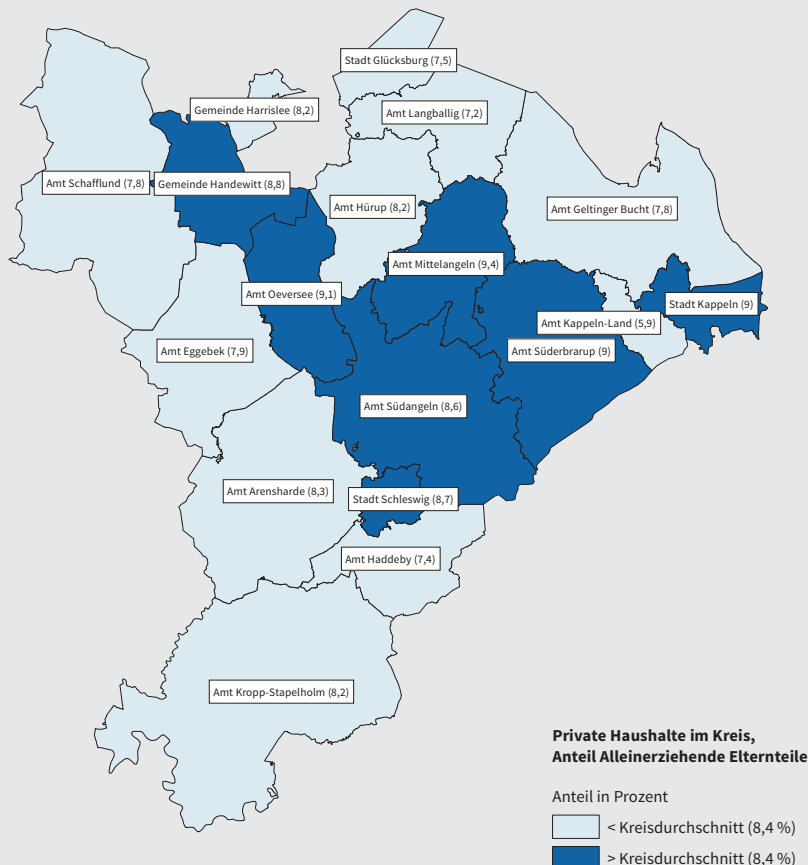 Stadt Glücksburg (7,5)
Gemeinde Harrislee (8,2)
Amt Langballig (7,2)
Amt Schafflund (7,8)
Gemeinde Handewitt (8,8)
Amt Hürup (8,2)
Amt Geltinger Bucht (7,8)
Amt Mittelangeln (9,4)
Amt Oeversee (9,1)
Stadt Kappeln (9)
Amt Kappeln-Land (5,9)
Amt Eggebek (7,9)
Amt Süderbrarup (9)
Amt Südangeln (8,6)
Amt Arensharde (8,3)
Stadt Schleswig (8,7)
Amt Haddeby (7,4)
Amt Kropp-Stapelholm (8,2)
Private Haushalte im Kreis,
Anteil Alleinerziehende Elternteile
Anteil in Prozent
< Kreisdurchschnitt (8,4 %)
> Kreisdurchschnitt (8,4 %)